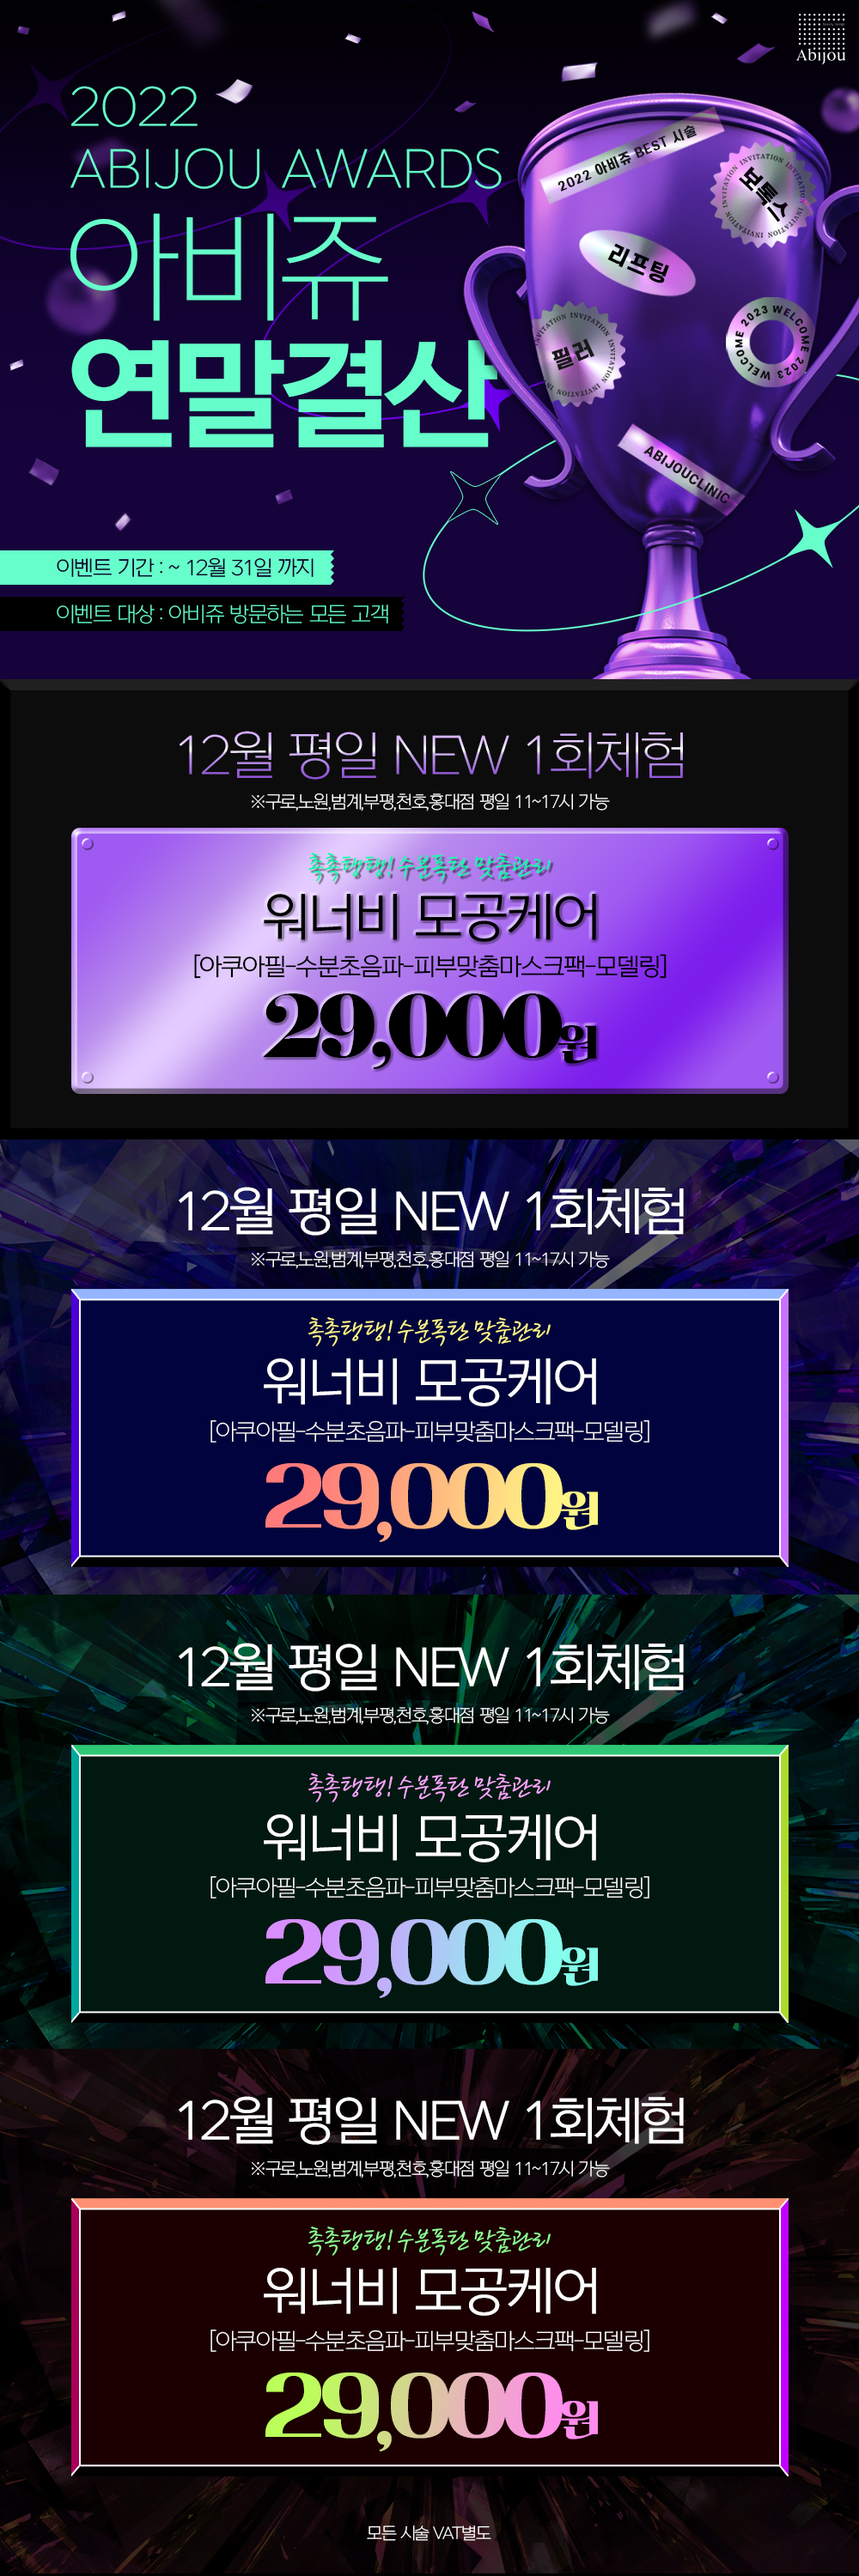 Abijou
2022
ABIJOU AWARDS
아비쥬
연말결산
2022 아비쥬 BEST 시술
INVITATION INVITATION INVITATION INVITATION
보톡스
리프팅
INVITATION INVITATION INVITATION
필러
WELCOME 2023 WELCOME 2023
ABIJOUCLINIC
이벤트 기간 : ~ 12월 31일 까지
이벤트 대상 : 아비쥬 방문하는 모든 고객
12월 평일 NEW 1회체험
※구로,노원,범계,부평,천호,홍대점 평일 11~17시 가능
촉촉탱탱! 수분폭탄 맞춤관리
워너비 모공케어
[아쿠아필-수분초음파-피부맞춤마스크팩-모델링]
29,000원
12월 평일 NEW 1회체험
※구로,노원,범계,부평,천호,홍대점 평일 11~17시 가능
촉촉탱탱! 수분폭탄 맞춤관리
워너비 모공케어
[아쿠아필-수분초음파-피부맞춤마스크팩-모델링]
29,000원
12월 평일 NEW 1회체험
※구로,노원,범계,부평,천호,홍대점 평일 11~17시 가능
촉촉탱탱! 수분폭탄 맞춤관리
워너비 모공케어
[아쿠아필-수분초음파-피부맞춤마스크팩-모델링]
29,000원
12월 평일 NEW 1회체험
※구로,노원,범계,부평,천호,홍대점 평일 11~17시 가능
촉촉탱탱! 수분폭탄 맞춤관리
워너비 모공케어
[아쿠아필-수분초음파-피부맞춤마스크팩-모델링]
29,000원
모든 시술 VAT별도